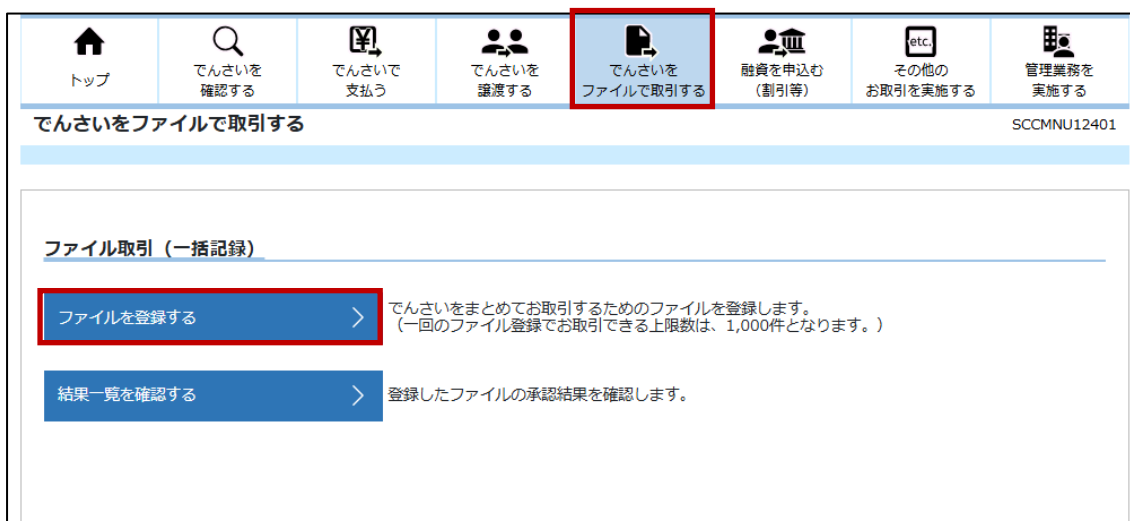 トップ
でんさいを
確認する
¥
でんさいで
支払う
でんさいを
譲渡する
でんさいを
ファイルで取引する
融資を申込む
(割引等)
etc.
その他の
お取引を実施する
管理業務を
実施する
でんさいをファイルで取引する
SCCMNU12401
ファイル取引(一括記録)
ファイルを登録する
でんさいをまとめてお取引するためのファイルを登録します。
(一回のファイル登録でお取引できる上限数は、1,000件となります。)
結果一覧を確認する
登録したファイルの承認結果を確認します。